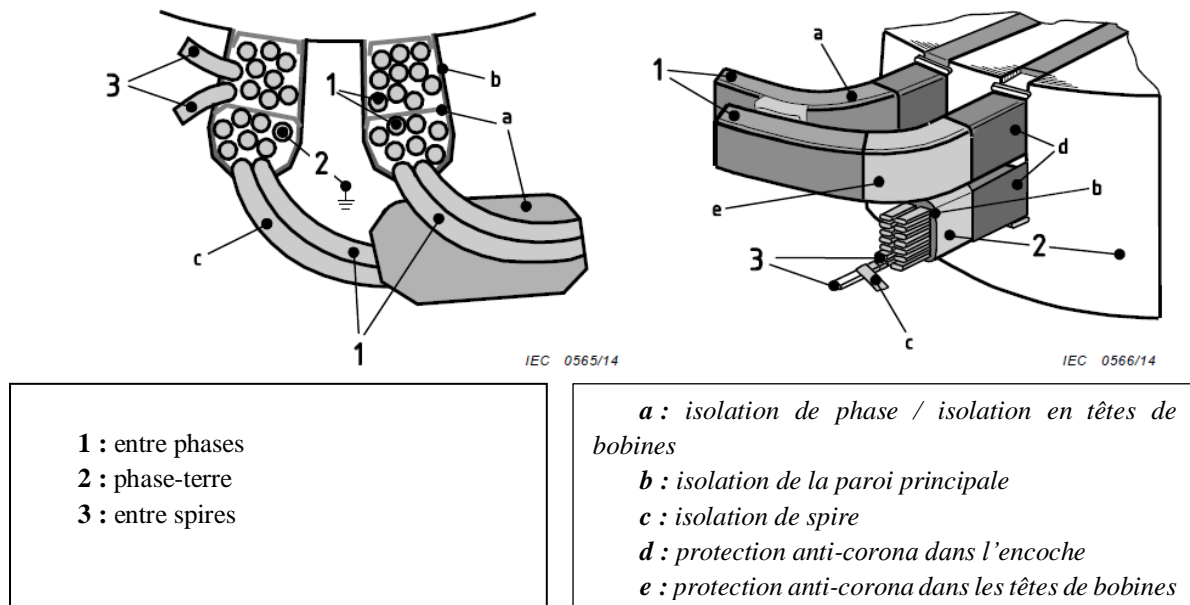 3
1
b
a
2
c
1
1
IEC 0565/14
a
1
d
b
e
2
3
c
IEC 0566/14
1 : entre phases
2 : phase-terre
3 : entre spires
a : isolation de phase / isolation en têtes de
bobines
b : isolation de la paroi principale
c : isolation de spire
d : protection anti-corona dans l’encoche
e : protection anti-corona dans les têtes de bobines